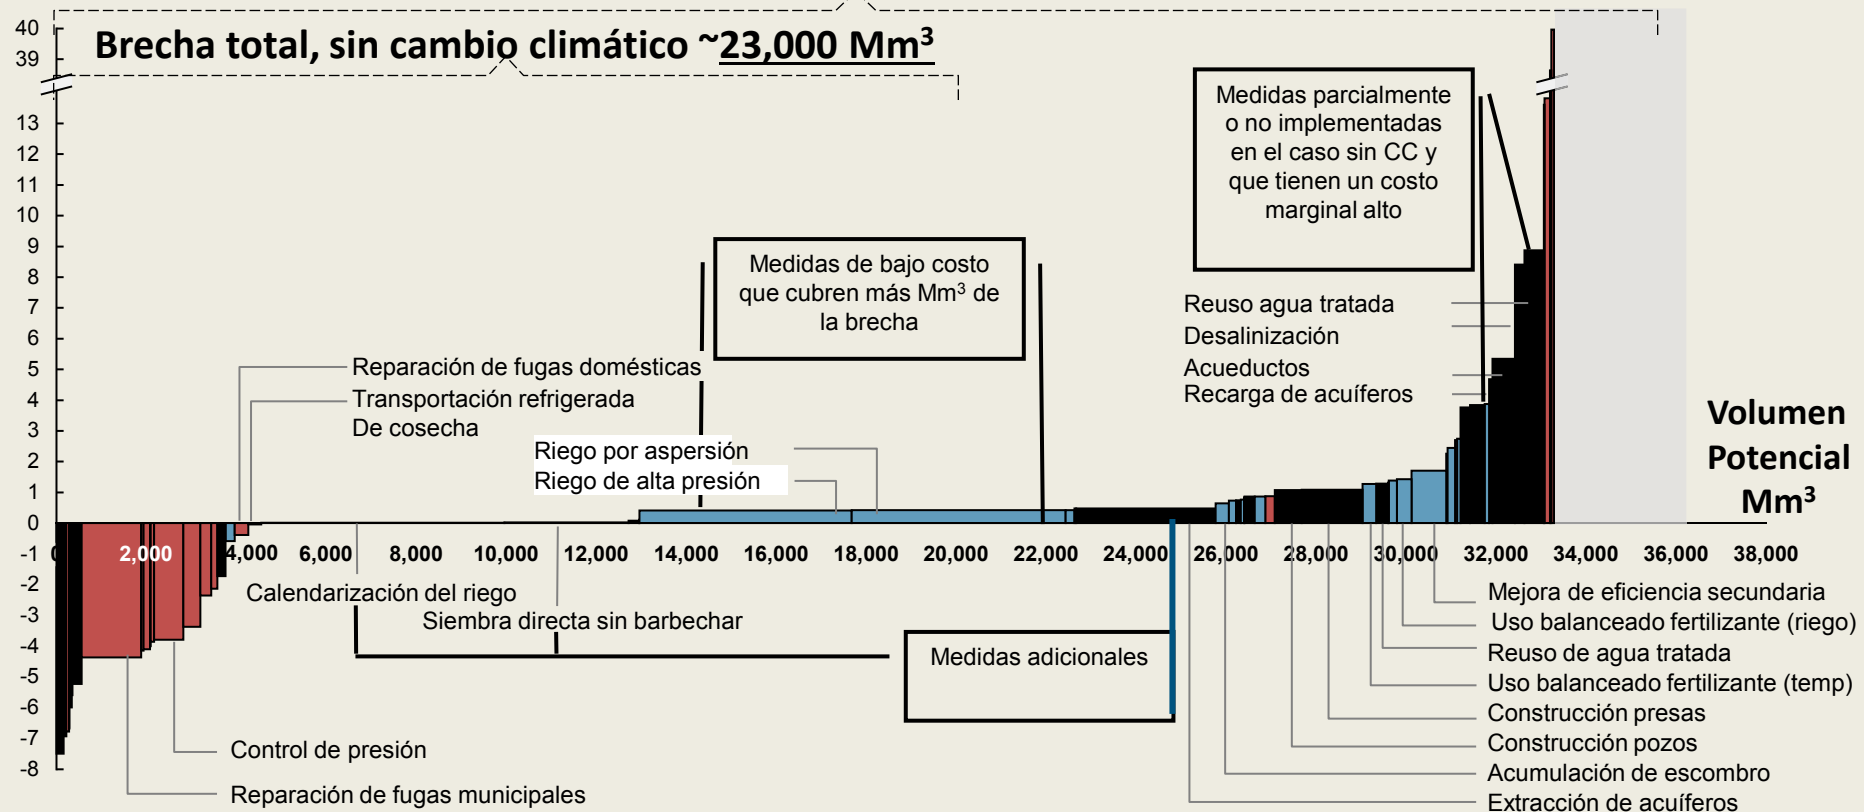 Brecha total, sin cambio climático ~23,000 Mm³
40
39
13
12
11
10
9
8
7
6
5
4
3
2
1
0
-1
-2
-3
-4
-5
-6
-7
-8
Medidas parcialmente
o no implementadas
en el caso sin CC y
que tienen un costo
marginal alto
Medidas de bajo costo
que cubren más Mm³ de
la brecha
Reuso agua tratada
Desalinización
Acueductos
Recarga de acuíferos
Reparación de fugas domésticas
Transportación refrigerada
De cosecha
Riego por aspersión
Riego de alta presión
Volumen
Potencial
Mm³
0 2,000 4,000 6,000 8,000 10,000 12,000 14,000 16,000 18,000 20,000 22,000 24,000 26,000 28,000 30,000 32,000 34,000 36,000 38,000
Calendarización del riego
Siembra directa sin barbechar
Medidas adicionales
Control de presión
Reparación de fugas municipales
Mejora de eficiencia secundaria
Uso balanceado fertilizante (riego)
Reuso de agua tratada
Uso balanceado fertilizante (temp)
Construcción presas
Construcción pozos
Acumulación de escombro
Extracción de acuíferos